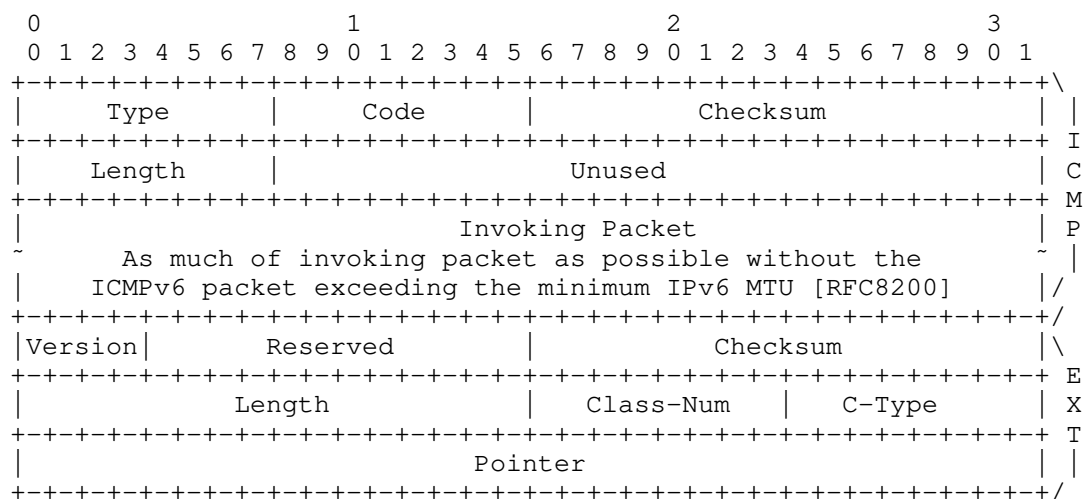 0                   1                   2                   3
 0 1 2 3 4 5 6 7 8 9 0 1 2 3 4 5 6 7 8 9 0 1 2 3 4 5 6 7 8 9 0 1
+-+-+-+-+-+-+-+-+-+-+-+-+-+-+-+-+-+-+-+-+-+-+-+-+-+-+-+-+-+-+-+-+\
|     Type      |     Code      |          Checksum             | |
+-+-+-+-+-+-+-+-+-+-+-+-+-+-+-+-+-+-+-+-+-+-+-+-+-+-+-+-+-+-+-+-+ I
|    Length     |                  Unused                       | C
+-+-+-+-+-+-+-+-+-+-+-+-+-+-+-+-+-+-+-+-+-+-+-+-+-+-+-+-+-+-+-+-+ M
|                           Invoking Packet                     | P
~      As much of invoking packet as possible without the       ~ |
|    ICMPv6 packet exceeding the minimum IPv6 MTU [RFC8200]     |/
+-+-+-+-+-+-+-+-+-+-+-+-+-+-+-+-+-+-+-+-+-+-+-+-+-+-+-+-+-+-+-+-+/
|Version|       Reserved        |           Checksum            |\
+-+-+-+-+-+-+-+-+-+-+-+-+-+-+-+-+-+-+-+-+-+-+-+-+-+-+-+-+-+-+-+-+ E
|             Length            |   Class-Num   |   C-Type      | X
+-+-+-+-+-+-+-+-+-+-+-+-+-+-+-+-+-+-+-+-+-+-+-+-+-+-+-+-+-+-+-+-+ T
|                            Pointer                            | |
+-+-+-+-+-+-+-+-+-+-+-+-+-+-+-+-+-+-+-+-+-+-+-+-+-+-+-+-+-+-+-+-+/